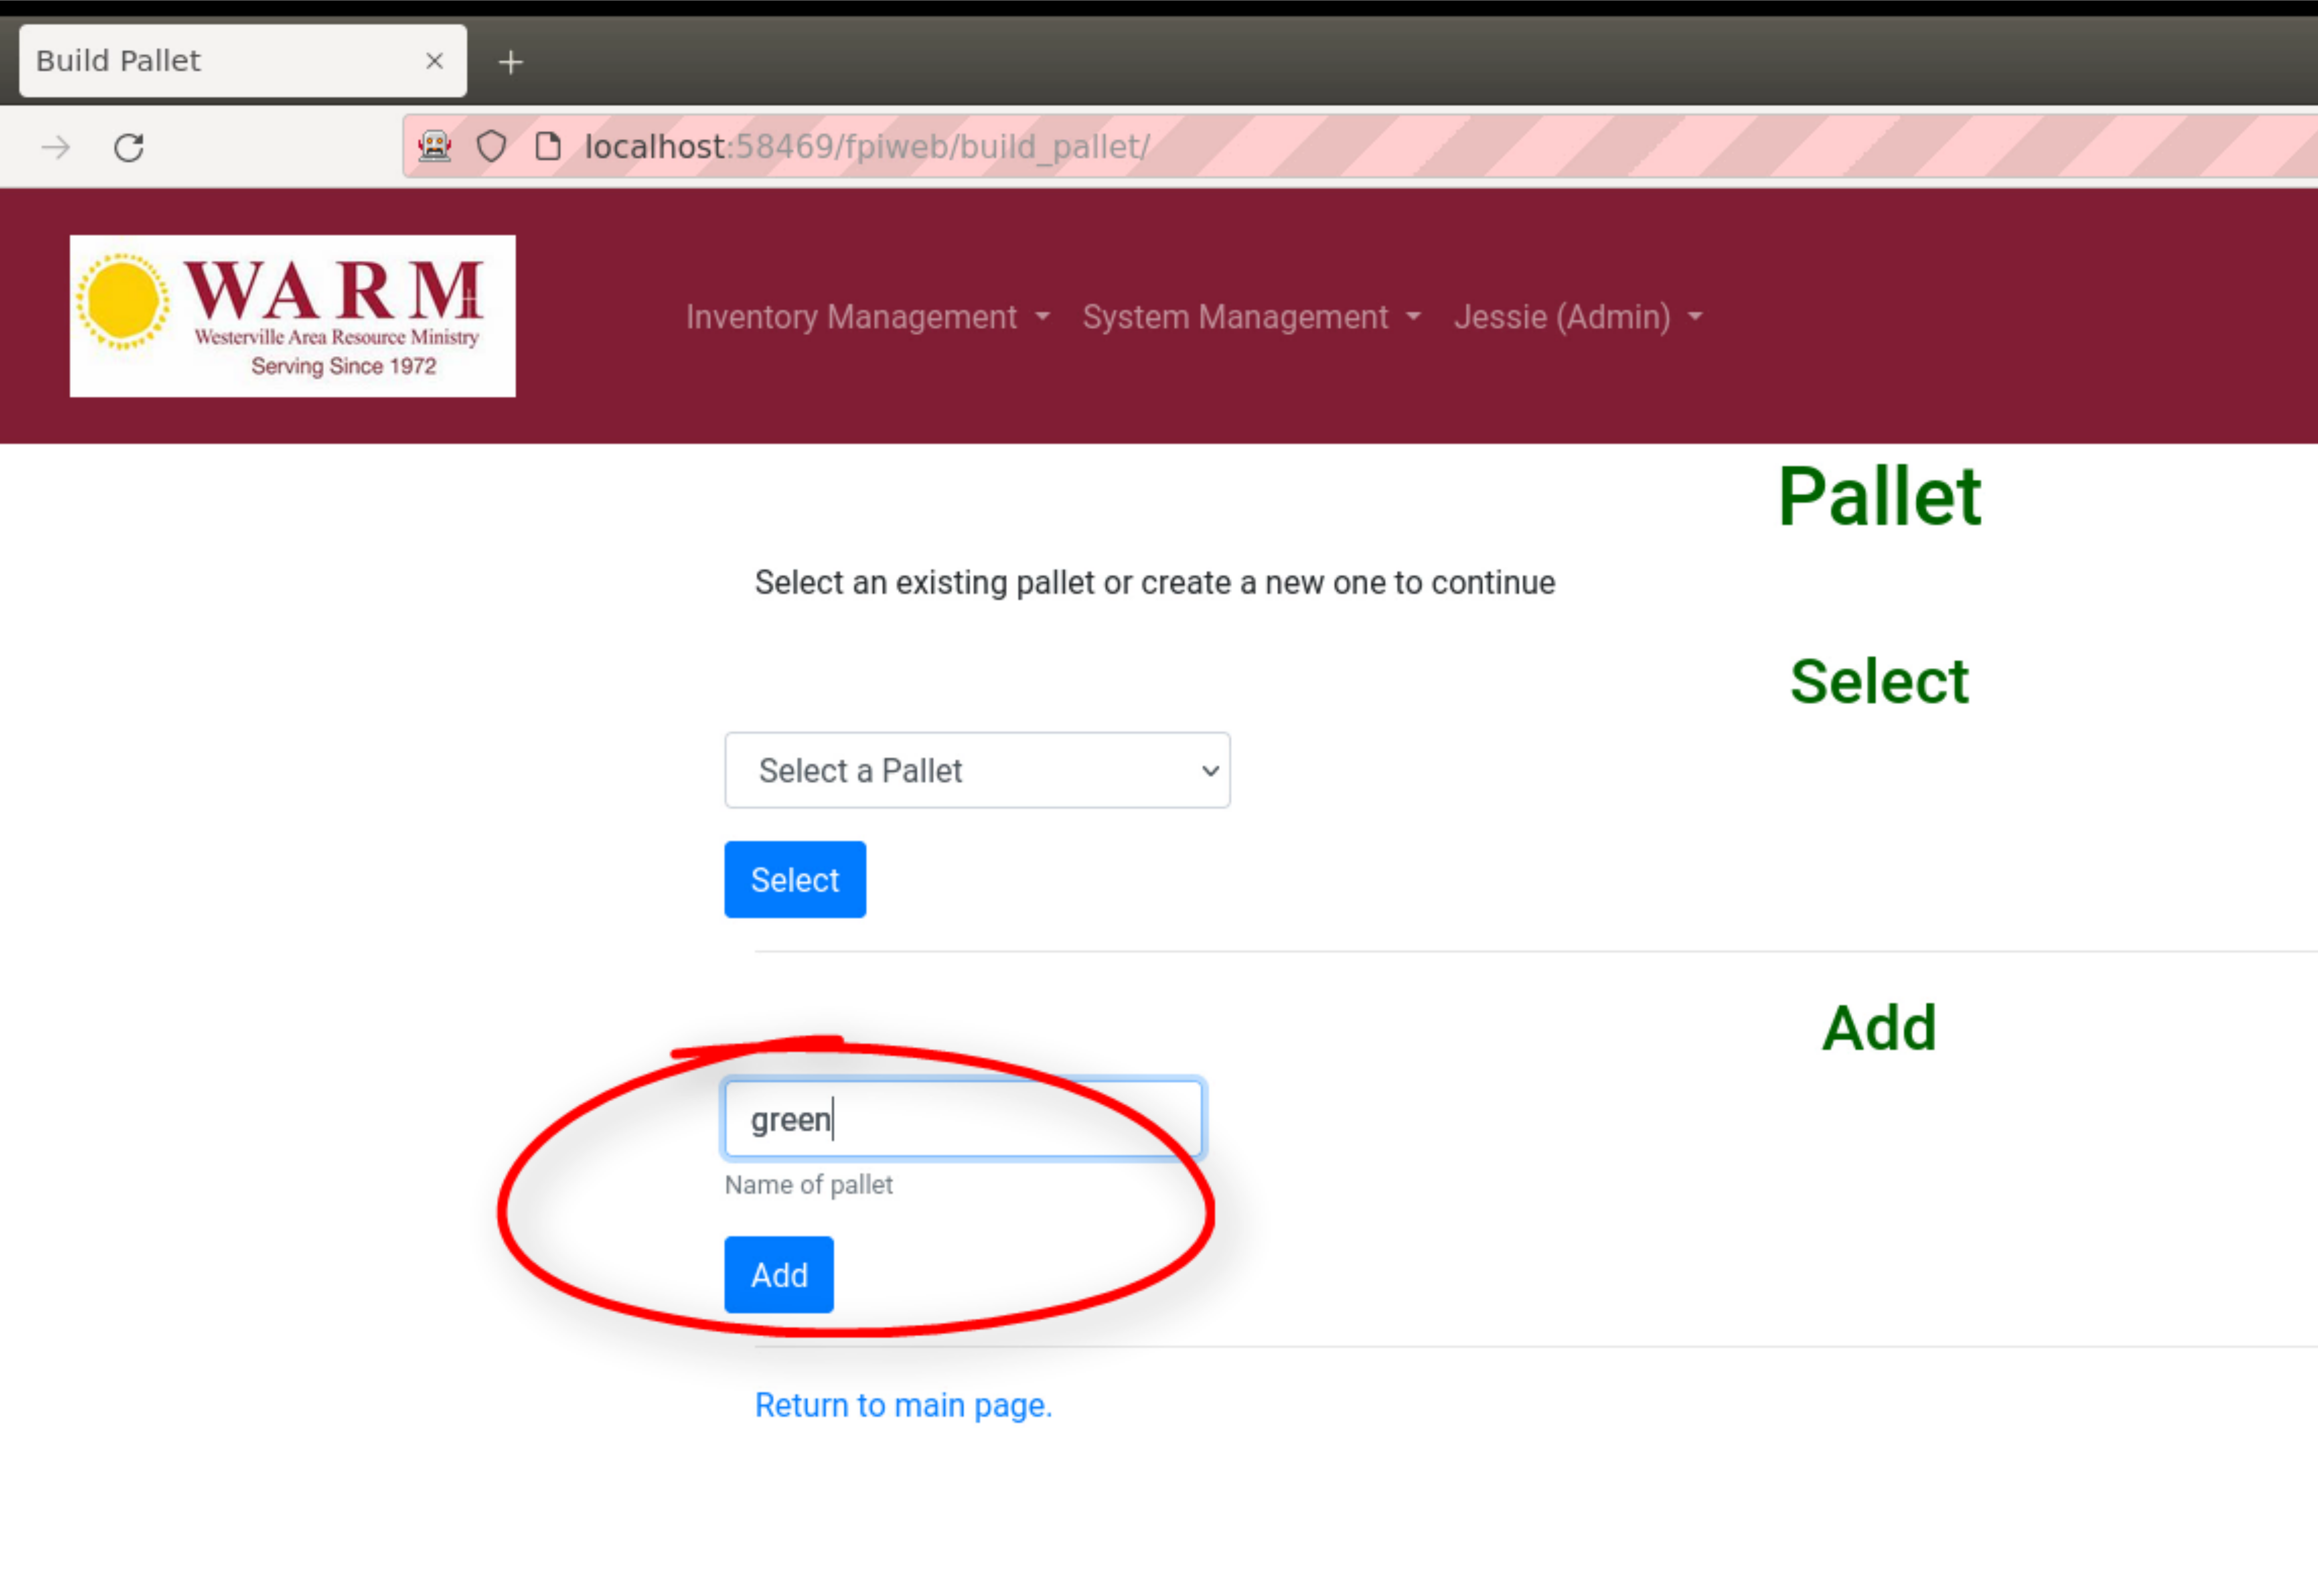 Build Pallet
localhost:58469/fpiweb/build_pallet/
WARM
Westerville Area Resource Ministry
Serving Since 1972
Inventory Management System Management Jessie (Admin)
Pallet
Select an existing pallet or create a new one to continue
Select
Select a Pallet
Select
Add
green
Name of pallet
Add
Return to main page.